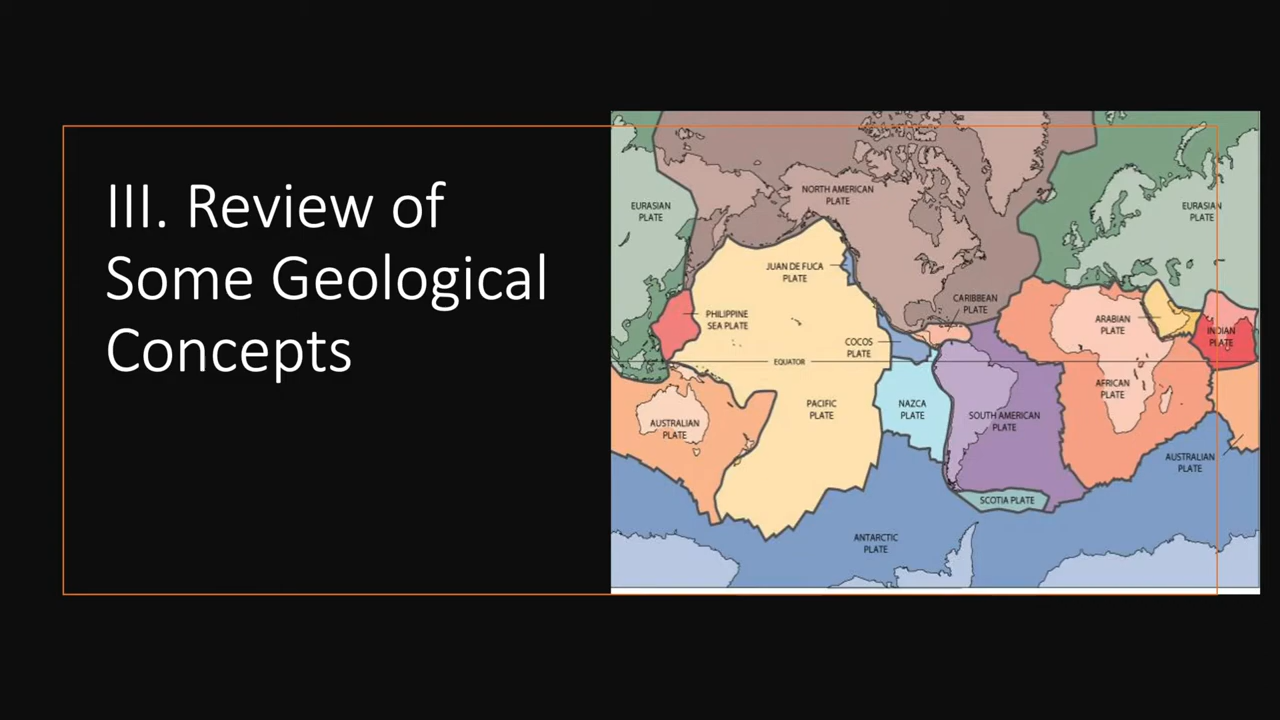 III. Review of
Some Geological
Concepts
NORTH AMERICAN
PLATE
EURASIAN
PLATE
EURASIAN
PLATE
JUAN DE FUCA
PLATE
CARIBBEAN
PLATE
PHILIPPINE
SEA PLATE
ARABIAN
PLATE
INDIAN
PLATE
COCOS
PLATE
EQUATOR
AFRICAN
PLATE
PACIFIC
PLATE
NAZCA
PLATE
SOUTH AMERICAN
PLATE
AUSTRALIAN
PLATE
AUSTRALIAN
PLATE
SCOTIA PLATE
ANTARCTIC
PLATE